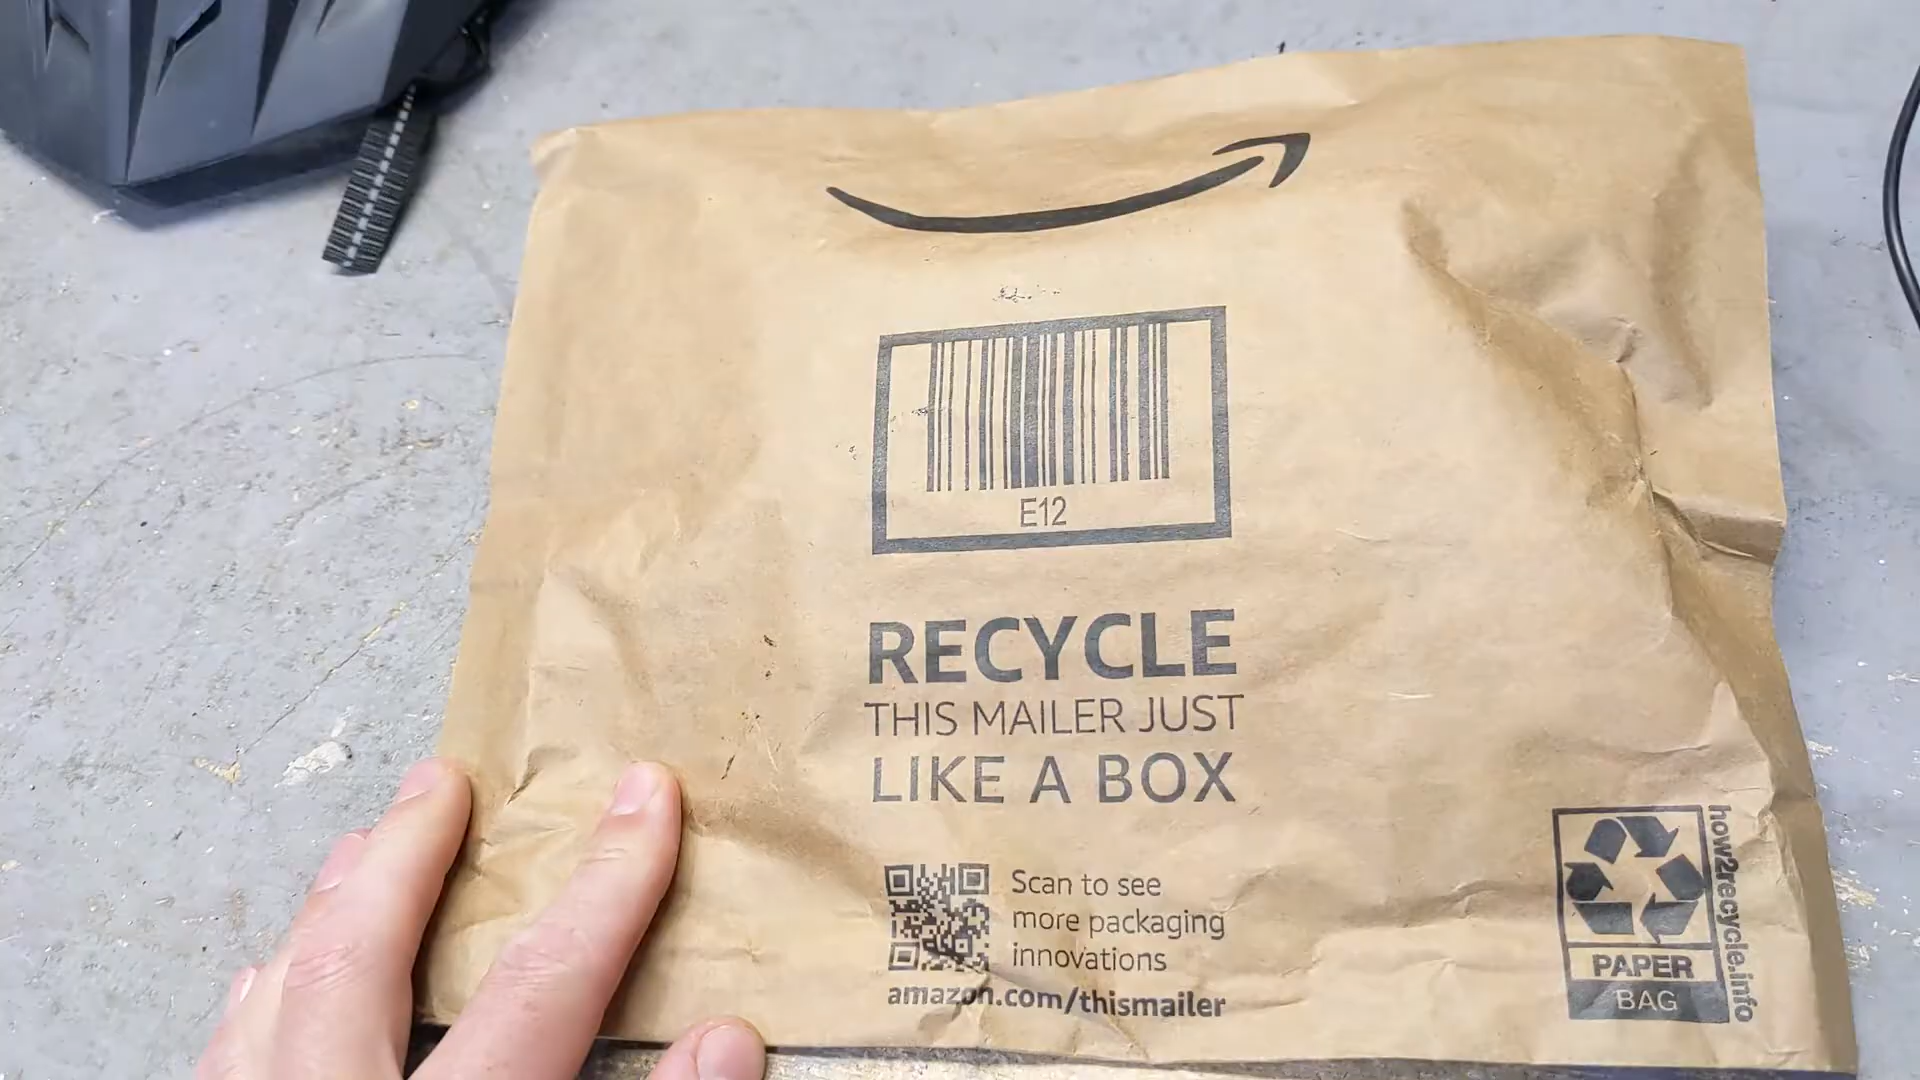 E12
RECYCLE
THIS MAILER JUST
LIKE A BOX
Scan to see
more packaging
innovations
amazon.com/thismailer
how2recycle.info
PAPER
BAG